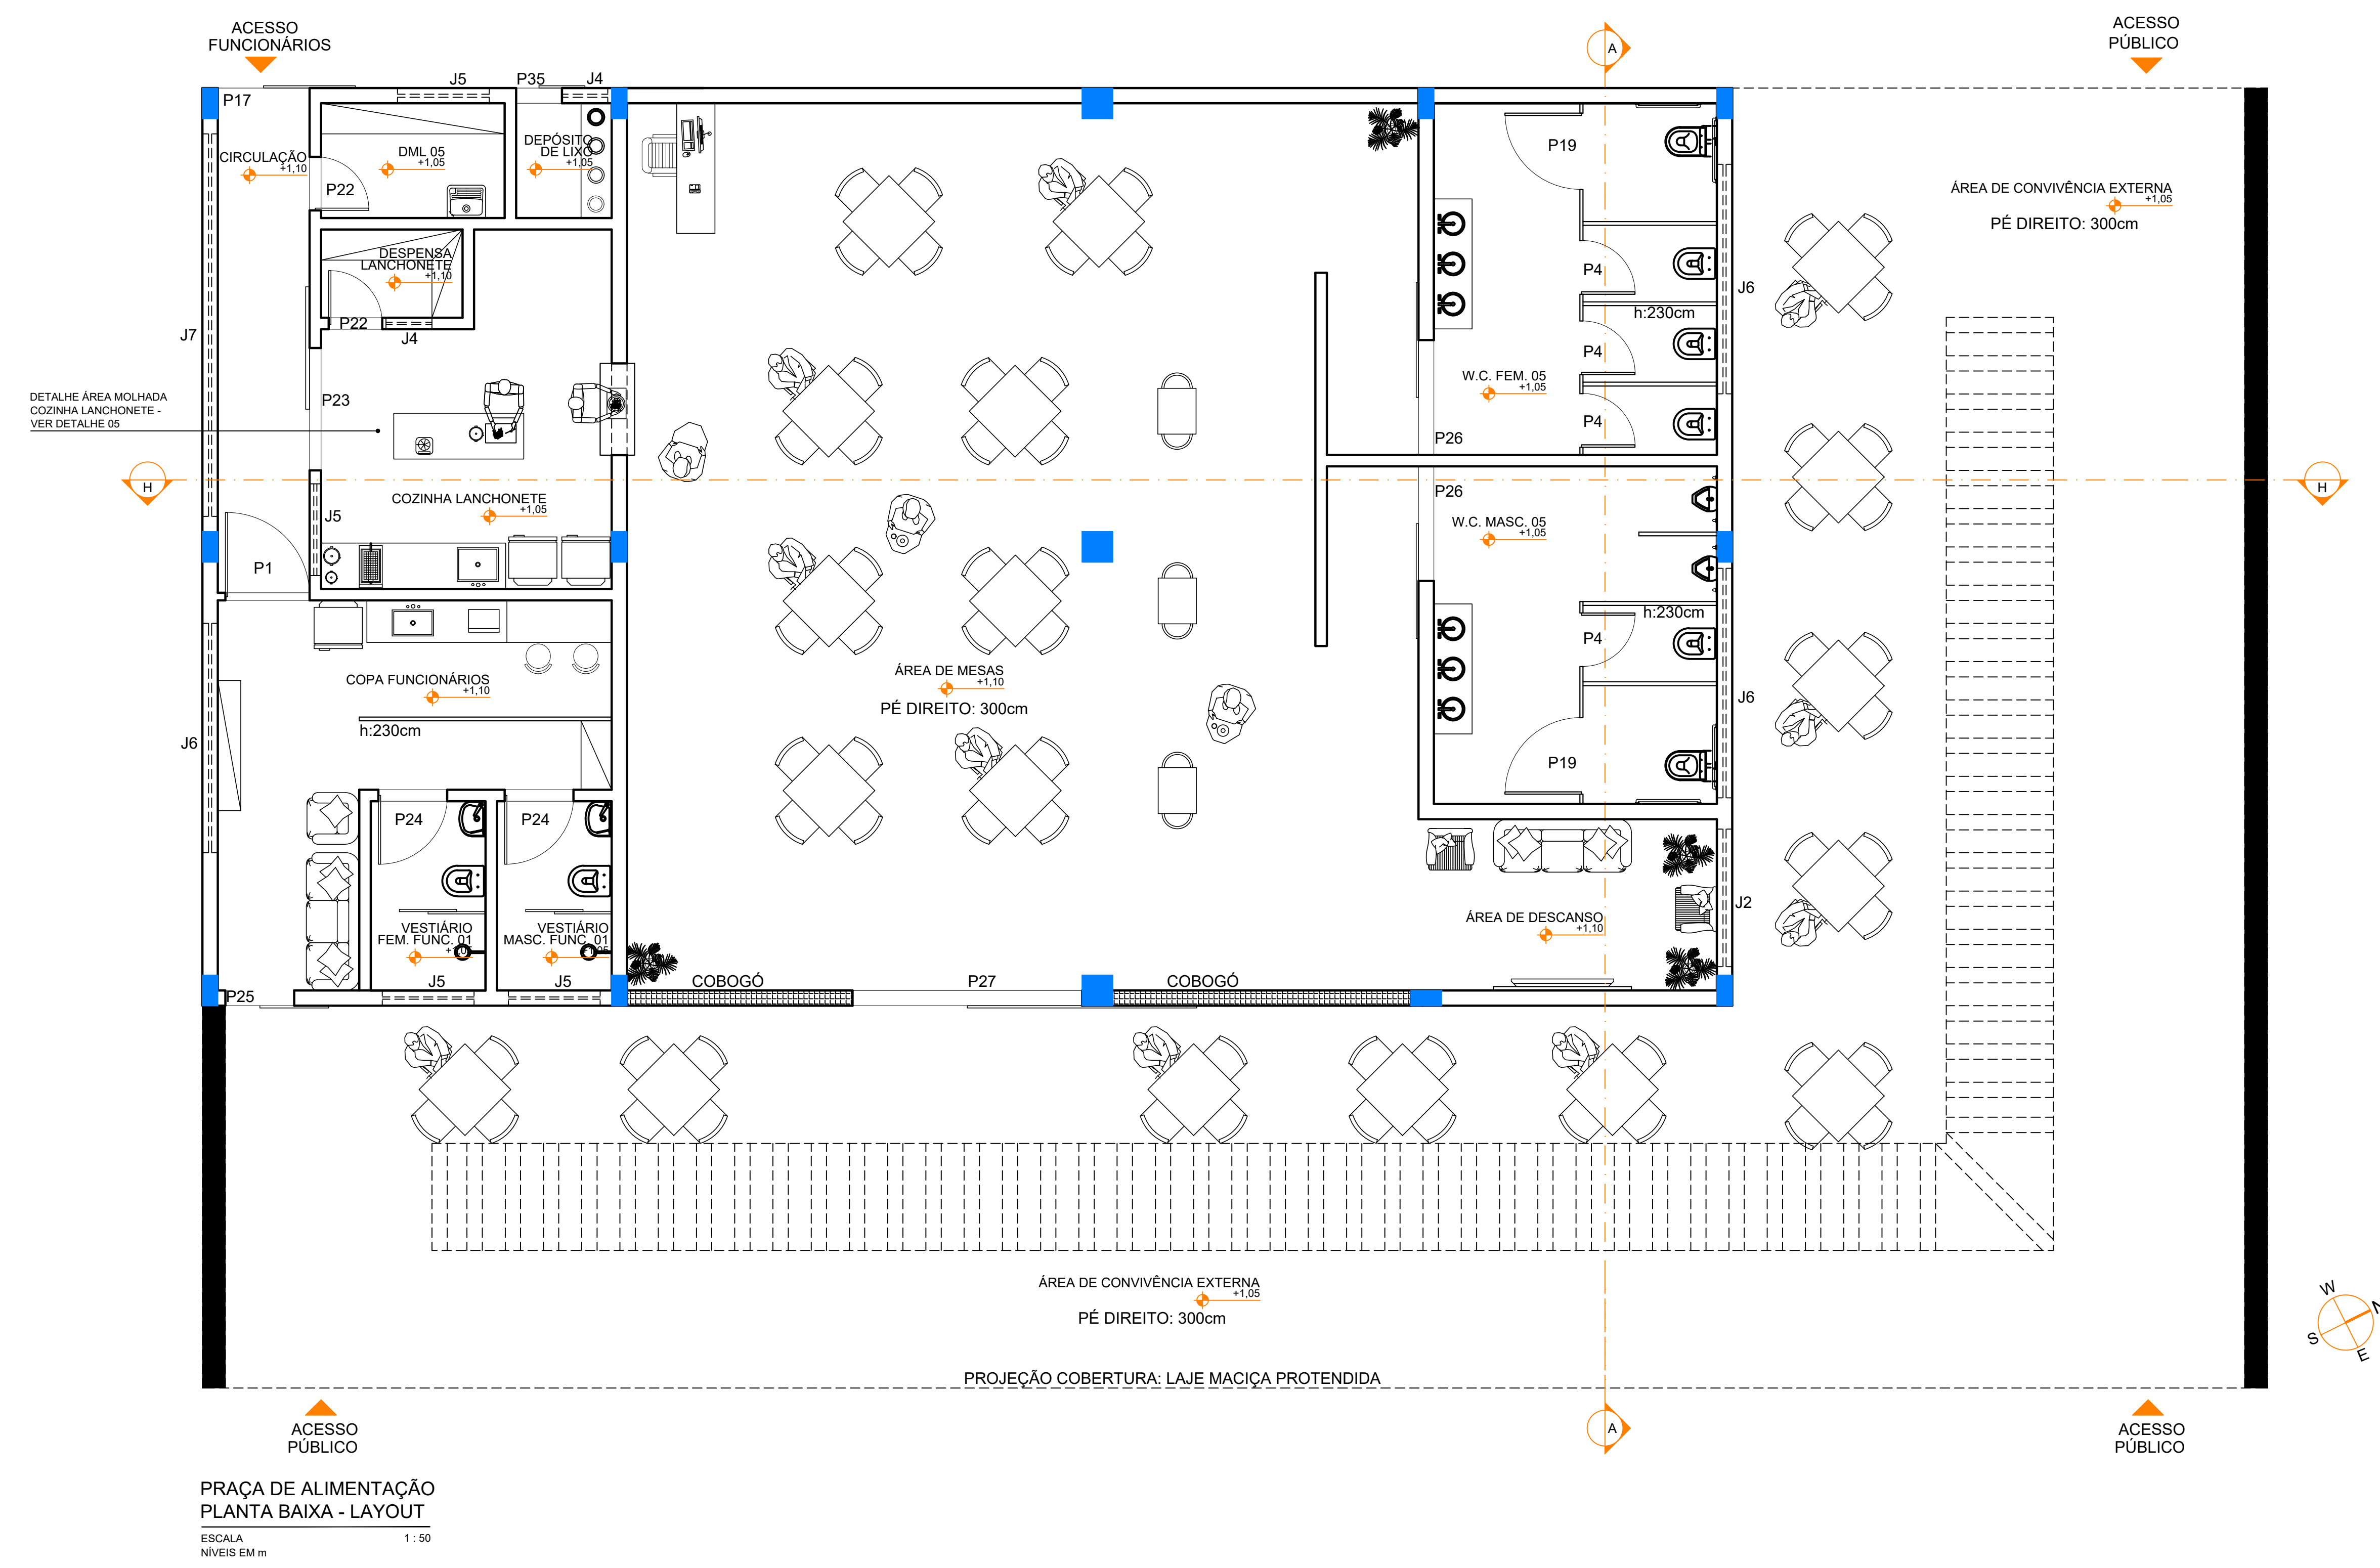 ACESSO
FUNCIONÁRIOS
A
ACESSO
PÚBLICO
J5
P35
J4
P17
CIRCULAÇÃO
+1,10
DML 05
+1,05
DEPÓSITO
DE LIXO
+1,05
P22
P19
ÁREA DE CONVIVÊNCIA EXTERNA
+1,05
PÉ DIREITO: 300cm
DESPENSA
LANCHONETE
+1,10
P22
J4
J7
P4
J6
h:230cm
P4
W.C. FEM. 05
+1,05
P4
P26
DETALHE ÁREA MOLHADA
COZINHA LANCHONETE -
VER DETALHE 05
P23
H
H
COZINHA LANCHONETE
+1,05
J5
P26
W.C. MASC. 05
+1,05
P1
h:230cm
P4
COPA FUNCIONÁRIOS
+1,10
ÁREA DE MESAS
+1,10
PÉ DIREITO: 300cm
J6
h:230cm
J6
P19
P24
P24
VESTIÁRIO
FEM. FUNC. 01
VESTIÁRIO
MASC. FUNC. 01
ÁREA DE DESCANSO
+1,10
J2
J5
J5
P25
COBOGÓ
P27
COBOGÓ
ÁREA DE CONVIVÊNCIA EXTERNA
+1,05
PÉ DIREITO: 300cm
W
N
S
E
PROJEÇÃO COBERTURA: LAJE MACIÇA PROTENDIDA
ACESSO
PÚBLICO
A
ACESSO
PÚBLICO
PRAÇA DE ALIMENTAÇÃO
PLANTA BAIXA - LAYOUT
ESCALA 1 : 50
NÍVEIS EM m